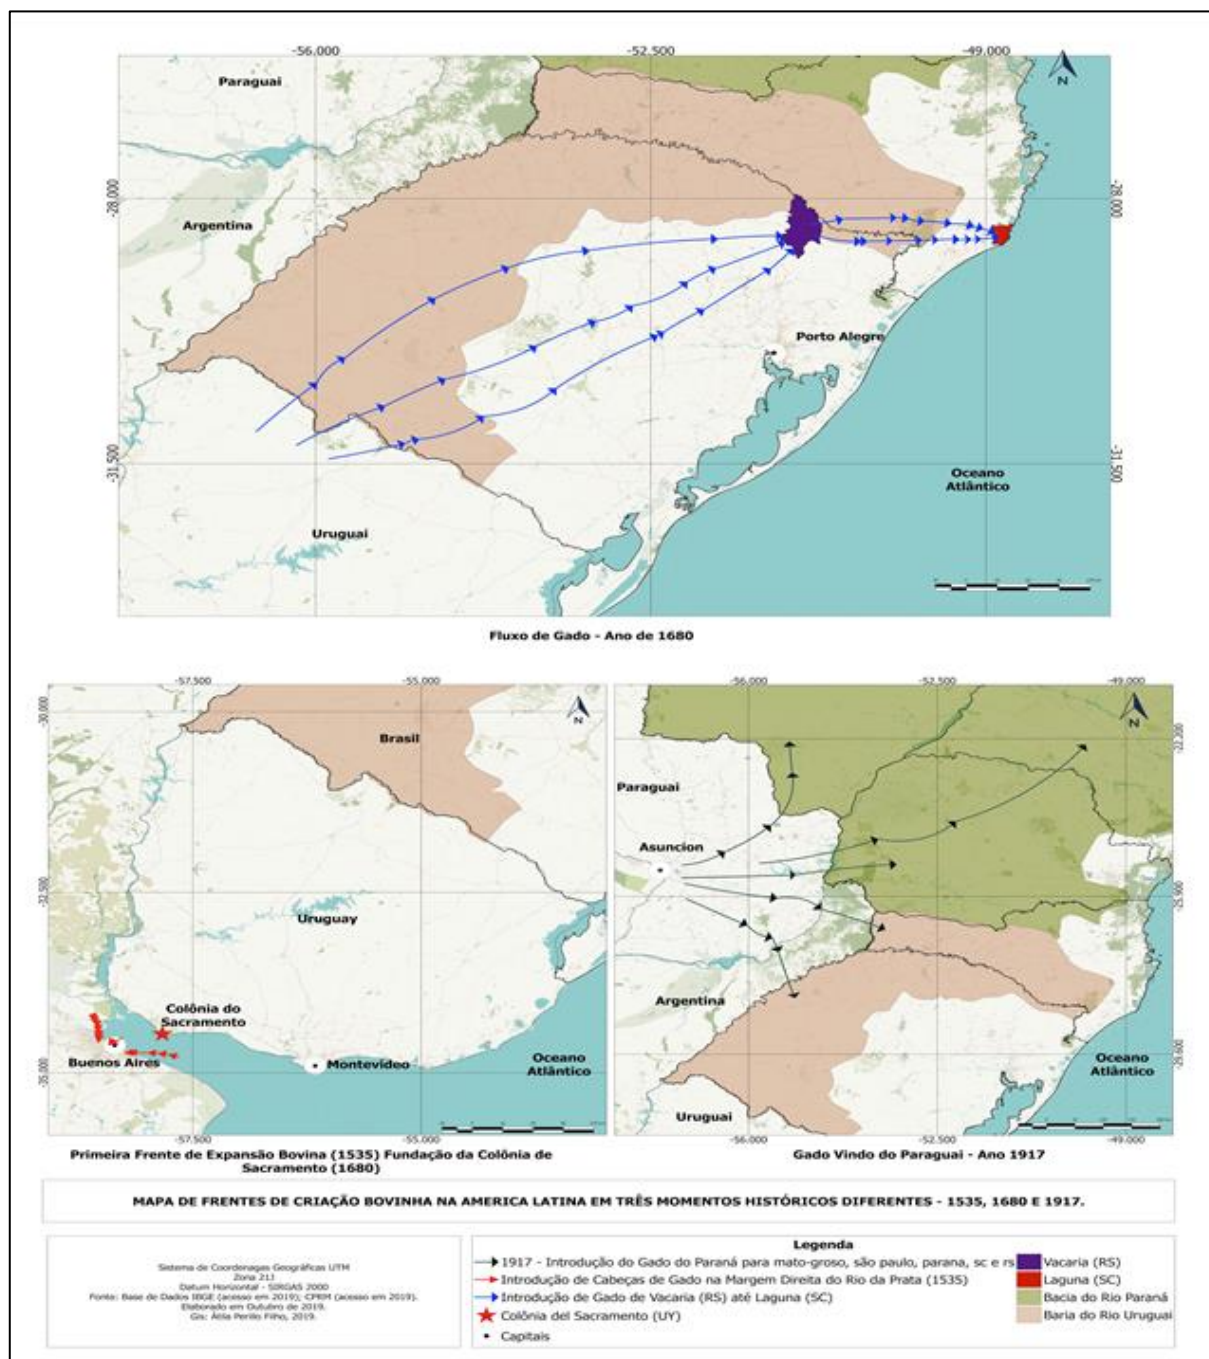 -56.000
-52.500
-49.000
Paraguai
N
-28.000
-28.000
Argentina
Porto Alegre
-31.500
-31.500
Oceano
Atlântico
Uruguai
Fluxo de Gado - Ano de 1680
-57.500
-55.000
-30.000
N
Brasil
-32.500
Uruguay
Colônia do
Sacramento
Buenos Aires
Montevideo
Oceano
Atlântico
-35.000
-57.500
-55.000
Primeira Frente de Expansão Bovina (1535) Fundação da Colônia de
Sacramento (1680)
-56.000
-52.500
-49.000
N
Paraguai
Asuncion
Argentina
Oceano
Atlântico
-29.600
-29.600
Uruguai
-56.000
-52.500
-49.000
Gado Vindo do Paraguai - Ano 1917
MAPA DE FRENTES DE CRIAÇÃO BOVINHA NA AMERICA LATINA EM TRÊS MOMENTOS HISTÓRICOS DIFERENTES - 1535, 1680 E 1917.
Sistema de Coordenagas Geográficas UTM
Zona 21J
Datum Horizontal - SIRGAS 2000
Fonte: Base de Dados IBGE (acesso em 2019); CPRM (acesso em 2019).
Elaborado em Outubro de 2019.
Gis: Átila Perillo Filho, 2019.
Legenda
1917 - Introdução do Gado do Paraná para mato-groso, são paulo, parana, sc e rs
Introdução de Cabeças de Gado na Margem Direita do Rio da Prata (1535)
Introdução de Gado de Vacaria (RS) até Laguna (SC)
Colônia del Sacramento (UY)
Capitais
Vacaria (RS)
Laguna (SC)
Bacia do Rio Paraná
Baria do Rio Uruguai